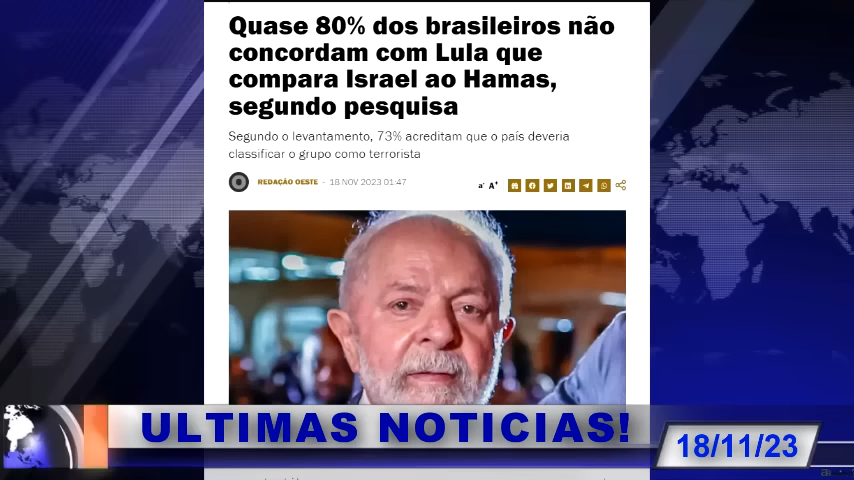 Quase 80% dos brasileiros não
concordam com Lula que
compara Israel ao Hamas,
segundo pesquisa
Segundo o levantamento, 73% acreditam que o país deveria
classificar o grupo como terrorista
REDAÇÃO OESTE - 18 NOV 2023 01:47
a- A+
ULTIMAS NOTICIAS!
18/11/23